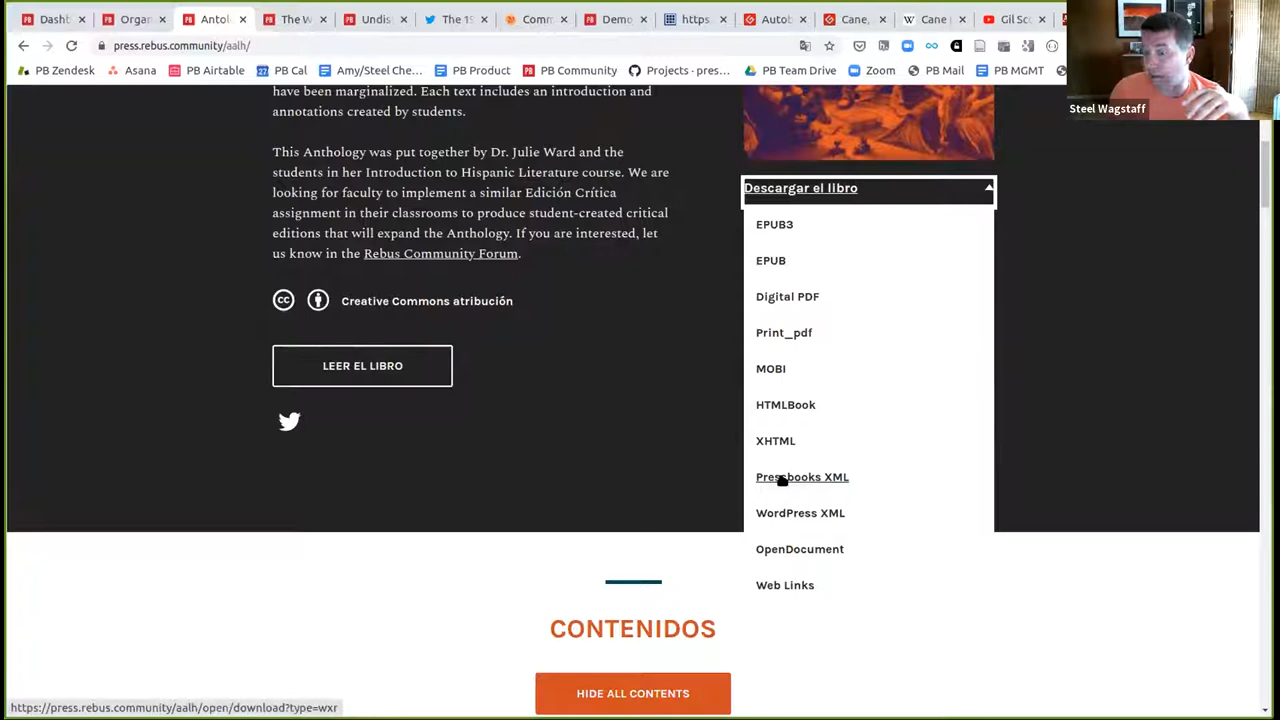 Dashb
Organ
Antolo
The W
Undis
The 1S
Comm
Demo
https:
Autob
Cane,
Cane (
Gil Sco
press.rebus.community/aalh/
PB Zendesk
Asana
PB Airtable
27 PB Cal
Amy/Steel Che...
PB Product
PB Community
Projects · pres...
PB Team Drive
Zoom
PB Mail
PB MGMT
Steel Wagstaff
have been marginalized. Each text includes an introduction and
annotations created by students.
This Anthology was put together by Dr. Julie Ward and the
students in her Introduction to Hispanic Literature course. We are
looking for faculty to implement a similar Edición Crítica
assignment in their classrooms to produce student-created critical
editions that will expand the Anthology. If you are interested, let
us know in the Rebus Community Forum.
cc Creative Commons atribución
LEER EL LIBRO
Descargar el libro
EPUB3
EPUB
Digital PDF
Print_pdf
MOBI
HTMLBook
XHTML
Pressbooks XML
WordPress XML
OpenDocument
Web Links
CONTENIDOS
HIDE ALL CONTENTS
https://press.rebus.community/aalh/open/download?type=wxr